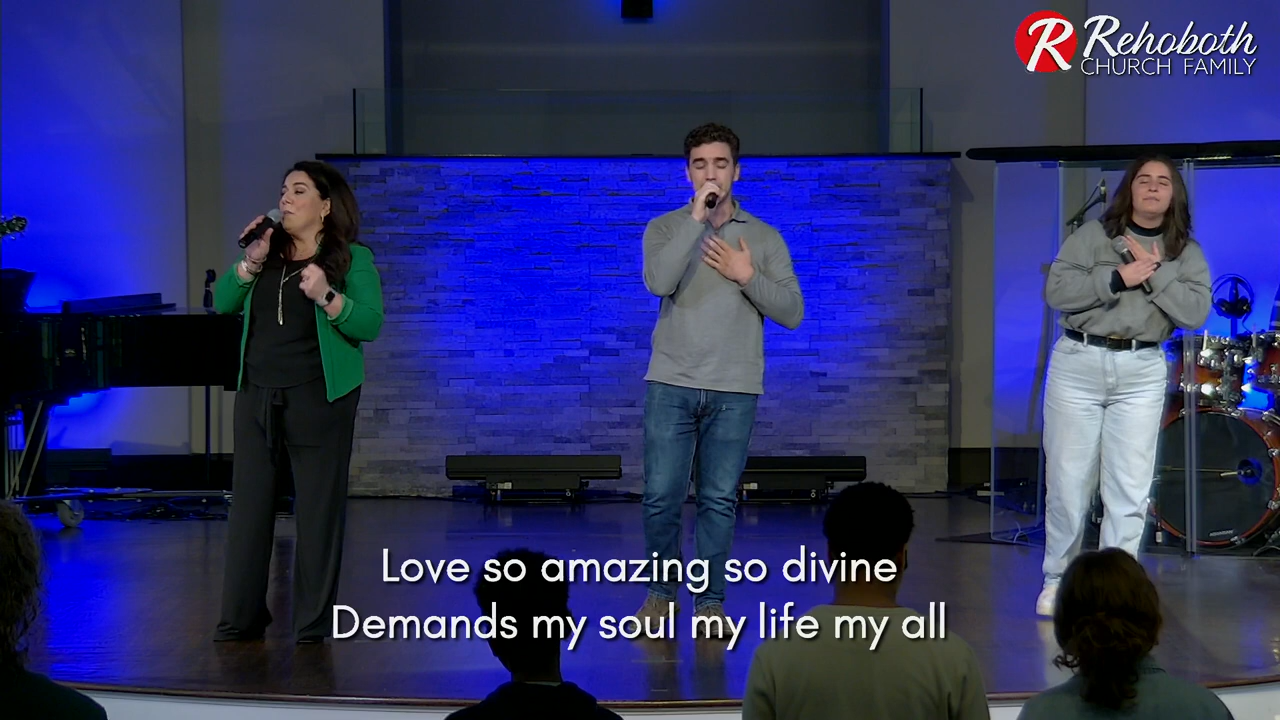 R Rehoboth
CHURCH FAMILY
Love so amazing so divine
Demands my soul my life my all